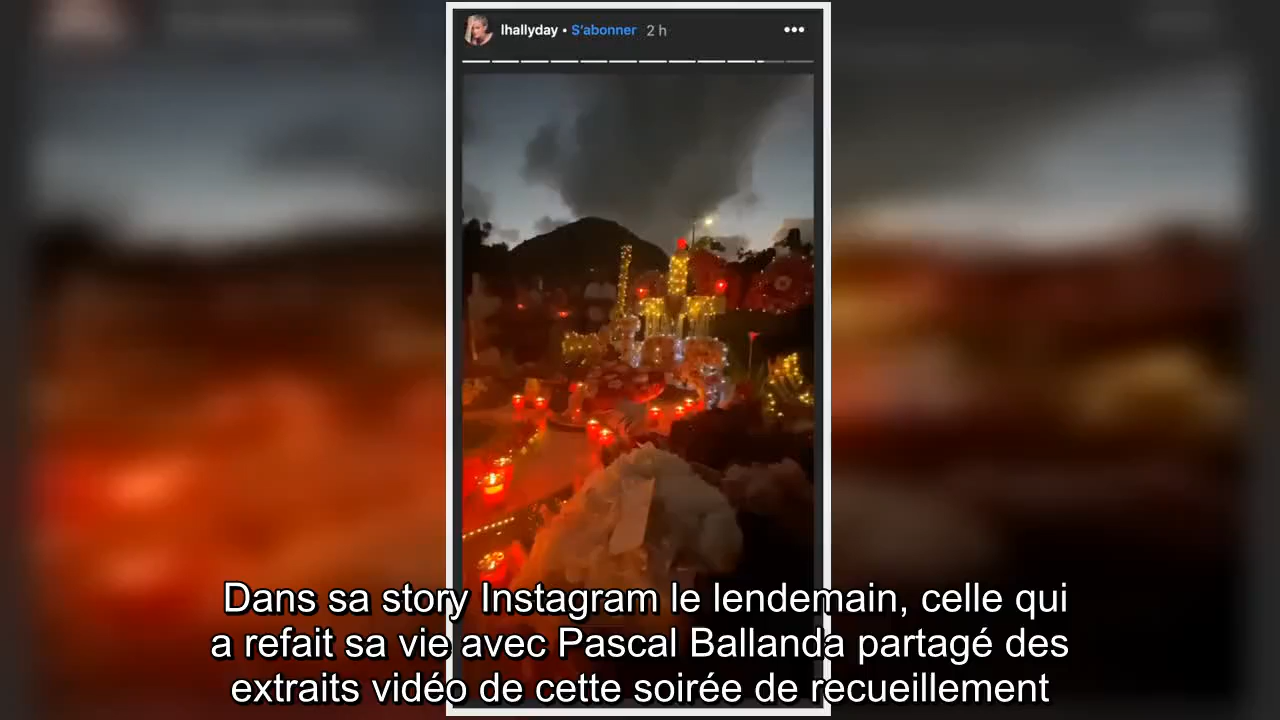 lhallyday • S'abonner 2 h
Dans sa story Instagram le lendemain, celle qui
a refait sa vie avec Pascal Ballanda partagé des
extraits vidéo de cette soirée de recueillement